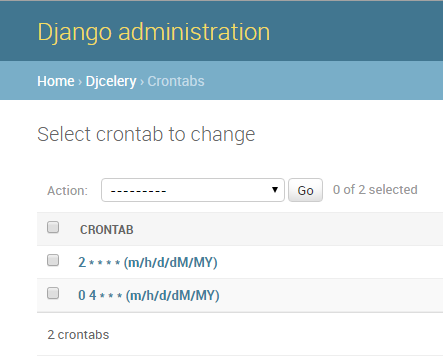 Django administration
Home › Djcelery › Crontabs
Select crontab to change
Action: --------- Go 0 of 2 selected
CRONTAB
2 * * * * (m/h/d/dM/MY)
0 4 * * * (m/h/d/dM/MY)
2 crontabs